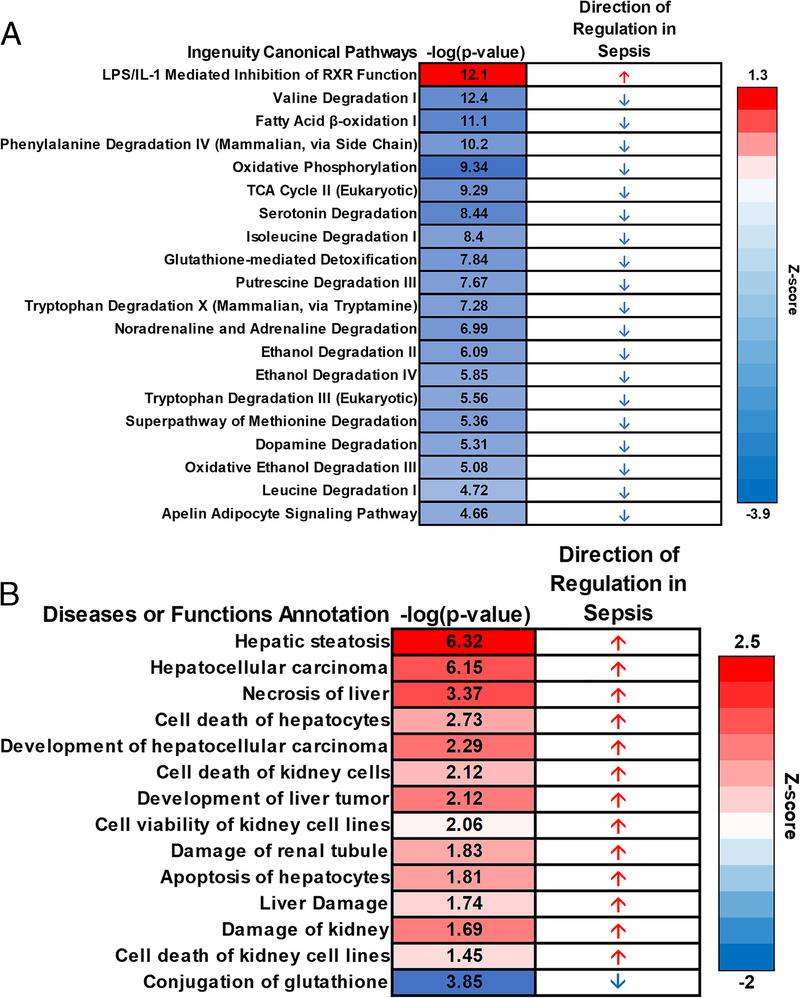 A
Ingenuity Canonical Pathways -log(p-value) Direction of Regulation in Sepsis
LPS/IL-1 Mediated Inhibition of RXR Function 12.1 ↑
Valine Degradation I 12.4 ↓
Fatty Acid β-oxidation I 11.1 ↓
Phenylalanine Degradation IV (Mammalian, via Side Chain) 10.2 ↓
Oxidative Phosphorylation 9.34 ↓
TCA Cycle II (Eukaryotic) 9.29 ↓
Serotonin Degradation 8.44 ↓
Isoleucine Degradation I 8.4 ↓
Glutathione-mediated Detoxification 7.84 ↓
Putrescine Degradation III 7.67 ↓
Tryptophan Degradation X (Mammalian, via Tryptamine) 7.28 ↓
Noradrenaline and Adrenaline Degradation 6.99 ↓
Ethanol Degradation II 6.09 ↓
Ethanol Degradation IV 5.85 ↓
Tryptophan Degradation III (Eukaryotic) 5.56 ↓
Superpathway of Methionine Degradation 5.36 ↓
Dopamine Degradation 5.31 ↓
Oxidative Ethanol Degradation III 5.08 ↓
Leucine Degradation I 4.72 ↓
Apelin Adipocyte Signaling Pathway 4.66 ↓
1.3
Z-score
-3.9
B
Diseases or Functions Annotation -log(p-value) Direction of Regulation in Sepsis
Hepatic steatosis 6.32 ↑
Hepatocellular carcinoma 6.15 ↑
Necrosis of liver 3.37 ↑
Cell death of hepatocytes 2.73 ↑
Development of hepatocellular carcinoma 2.29 ↑
Cell death of kidney cells 2.12 ↑
Development of liver tumor 2.12 ↑
Cell viability of kidney cell lines 2.06 ↑
Damage of renal tubule 1.83 ↑
Apoptosis of hepatocytes 1.81 ↑
Liver Damage 1.74 ↑
Damage of kidney 1.69 ↑
Cell death of kidney cell lines 1.45 ↑
Conjugation of glutathione 3.85 ↓
2.5
Z-score
-2